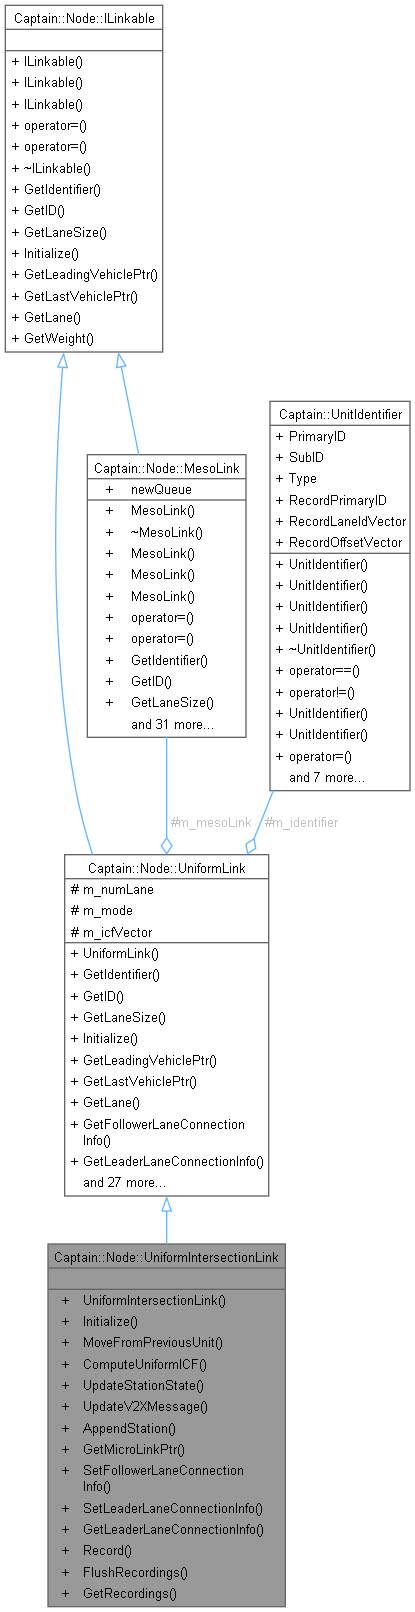 Captain::Node::ILinkable
+ ILinkable()
+ ILinkable()
+ ILinkable()
+ operator=()
+ operator=()
+ ~ILinkable()
+ GetIdentifier()
+ GetID()
+ GetLaneSize()
+ Initialize()
+ GetLeadingVehiclePtr()
+ GetLastVehiclePtr()
+ GetLane()
+ GetWeight()
Captain::Node::MesoLink
+ newQueue
+ MesoLink()
+ ~MesoLink()
+ MesoLink()
+ MesoLink()
+ MesoLink()
+ operator=()
+ operator=()
+ GetIdentifier()
+ GetID()
+ GetLaneSize()
and 31 more...
Captain::UnitIdentifier
+ PrimaryID
+ SubID
+ Type
+ RecordPrimaryID
+ RecordLaneIdVector
+ RecordOffsetVector
+ UnitIdentifier()
+ UnitIdentifier()
+ UnitIdentifier()
+ UnitIdentifier()
+ ~UnitIdentifier()
+ operator==()
+ operator!=()
+ UnitIdentifier()
+ UnitIdentifier()
+ operator=()
and 7 more...
#m_mesoLink
#m_identifier
Captain::Node::UniformLink
# m_numLane
# m_mode
# m_icfVector
+ UniformLink()
+ GetIdentifier()
+ GetID()
+ GetLaneSize()
+ Initialize()
+ GetLeadingVehiclePtr()
+ GetLastVehiclePtr()
+ GetLane()
+ GetFollowerLaneConnection
Info()
+ GetLeaderLaneConnectionInfo()
and 27 more...
Captain::Node::UniformIntersectionLink
+ UniformIntersectionLink()
+ Initialize()
+ MoveFromPreviousUnit()
+ ComputeUniformICF()
+ UpdateStationState()
+ UpdateV2XMessage()
+ AppendStation()
+ GetMicroLinkPtr()
+ SetFollowerLaneConnection
Info()
+ SetLeaderLaneConnectionInfo()
+ GetLeaderLaneConnectionInfo()
+ Record()
+ FlushRecordings()
+ GetRecordings()